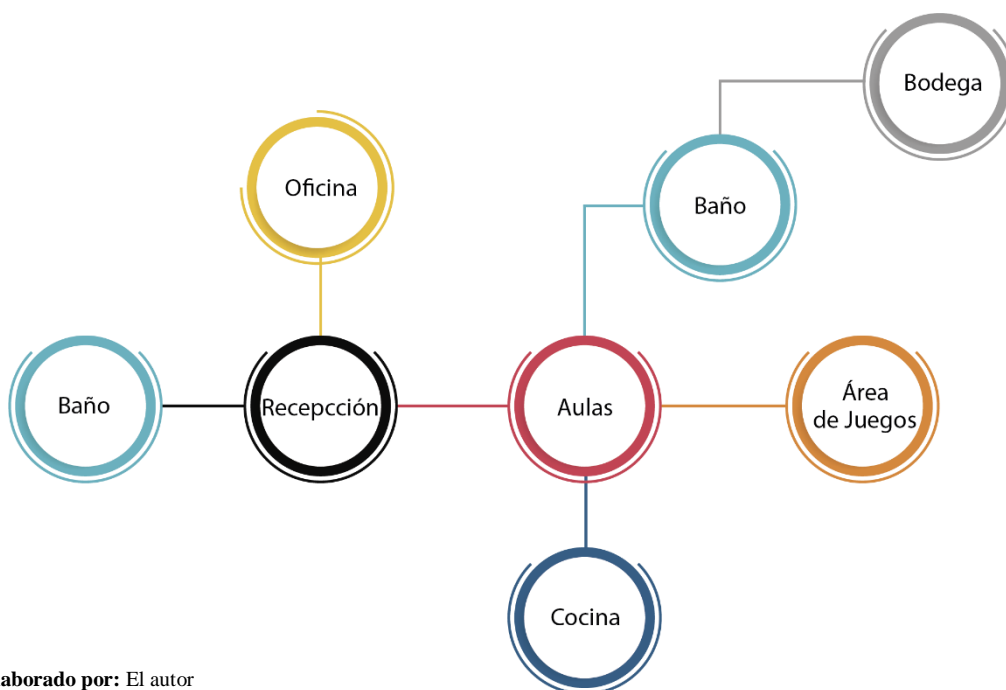 Bodega
Oficina
Baño
Baño
Recepcción
Aulas
Área
de Juegos
Cocina
aborado por: El autor